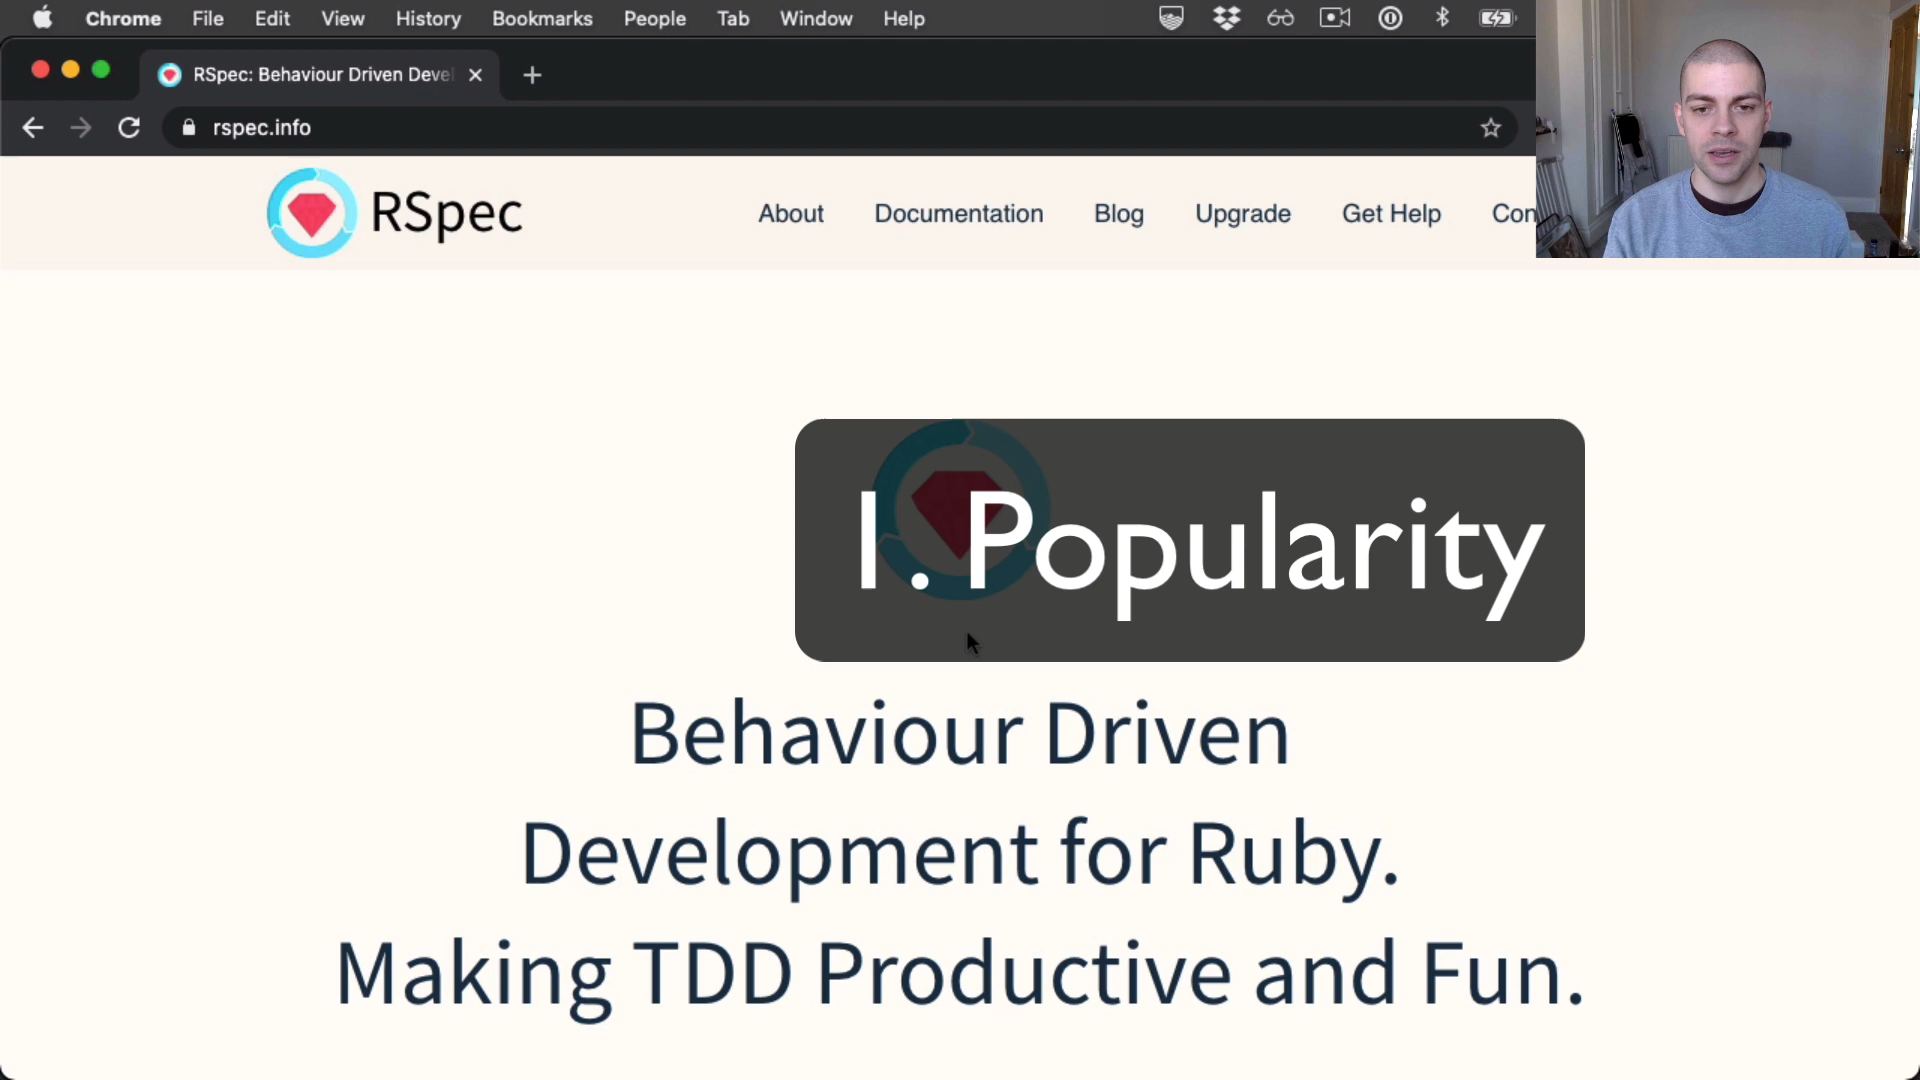 Chrome File Edit View History Bookmarks People Tab Window Help
RSpec: Behaviour Driven Deve
rspec.info
RSpec About Documentation Blog Upgrade Get Help Con
1. Popularity
Behaviour Driven
Development for Ruby.
Making TDD Productive and Fun.